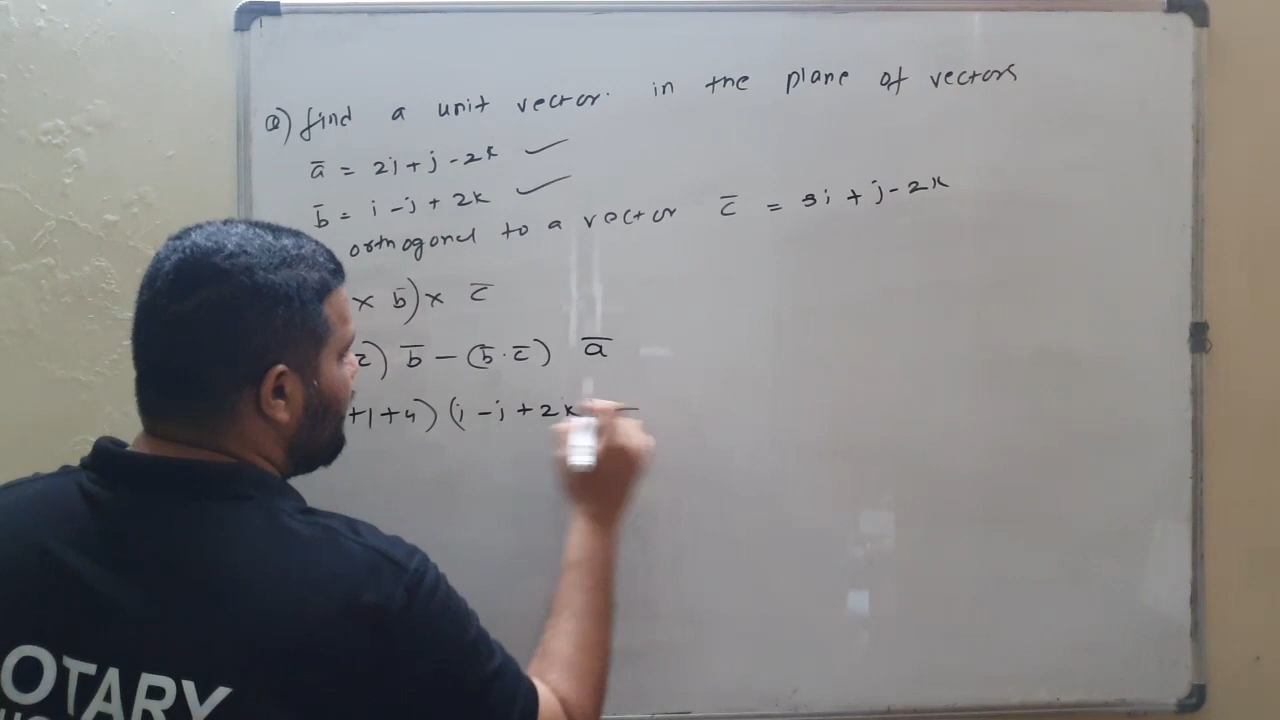 Q) find a unit vector. in the plane of vectors
a̅ = 2i + j - 2k ✓
b̅ = i - j + 2k ✓
orthogonal to a vector c̅ = 3i + j - 2k
× b̅) × c̅
c̅) b̅ - (b̅ · c̅) a̅
+1+4) (i - j + 2k -
OTARY